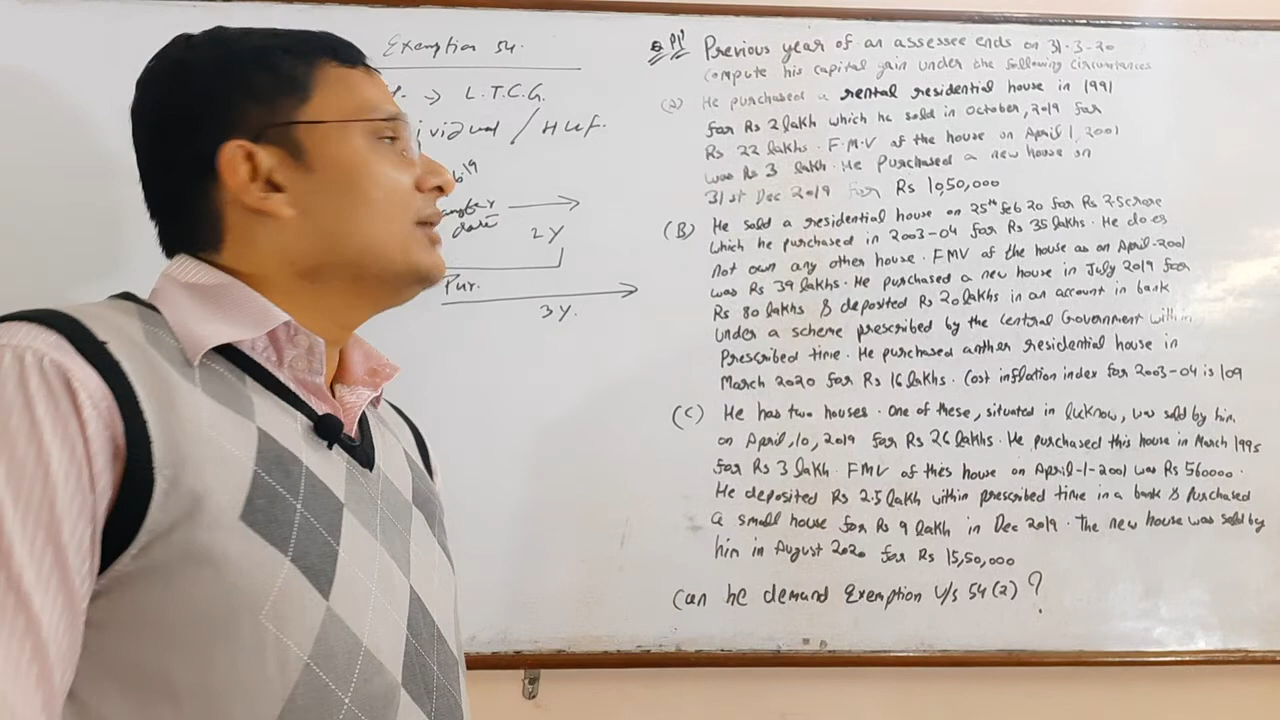 Exemption 54.
→ L.T.C.G.
/ HUF.
date
2Y
Pur.
3Y.
Previous year of an assessee ends on 31-3-20
Compute his capital gain under the following circumstances
(A) He purchased a rental residential house in 1991
for Rs 2 lakh which he sold in October, 2019 for
Rs 22 lakhs. F.M.V of the house on April 1, 2001
was Rs 3 lakh. He purchased a new house on
31st Dec 2019 for Rs 10,50,000
(B) He sold a residential house on 25th feb 20 for Rs 2.5 crore
which he purchased in 2003-04 for Rs 35 lakhs. He does
not own any other house. FMV of the house as on April-2001
was Rs 39 lakhs. He purchased a new house in July 2019 for
Rs 80 lakhs & deposited Rs 20 lakhs in an account in bank
under a scheme prescribed by the Central Government within
Prescribed time. He purchased another residential house in
March 2020 for Rs 16 lakhs. Cost inflation index for 2003-04 is 109
(C) He has two houses. One of these, situated in lucknow, was sold by him
on April, 10, 2019 for Rs 26 lakhs. He purchased this house in March 1995
for Rs 3 lakh. FMV of this house on April-1-2001 was Rs 560000.
He deposited Rs 2.5 lakh within prescribed time in a bank & purchased
a small house for Rs 9 lakh in Dec 2019. The new house was sold by
him in August 2020 for Rs 15,50,000
Can he demand Exemption U/s 54(2)?